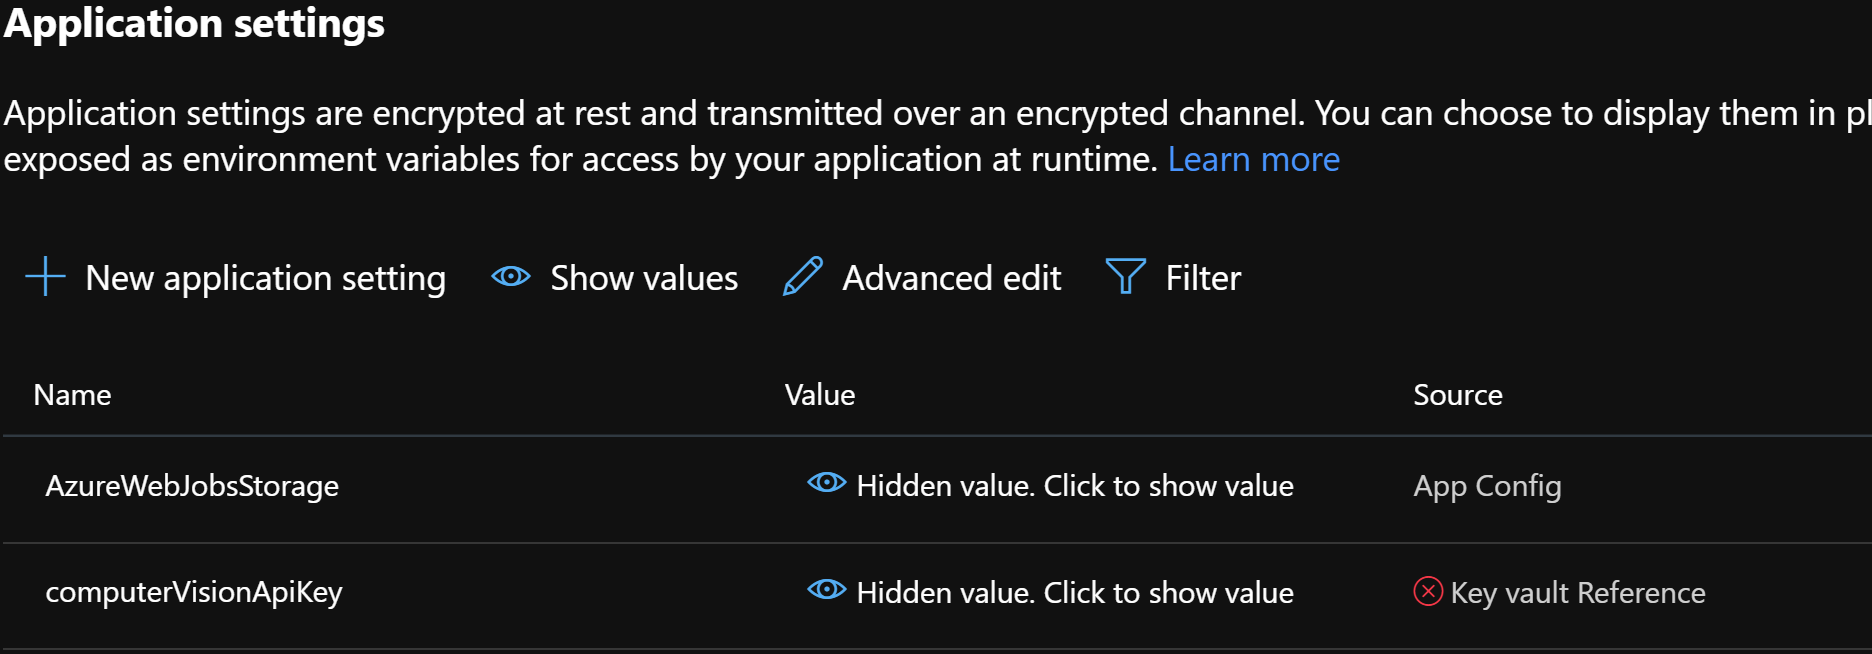 Application settings
Application settings are encrypted at rest and transmitted over an encrypted channel. You can choose to display them in pl
exposed as environment variables for access by your application at runtime. Learn more
New application setting Show values Advanced edit Filter
Name Value Source
AzureWebJobsStorage Hidden value. Click to show value App Config
computerVisionApiKey Hidden value. Click to show value Key vault Reference